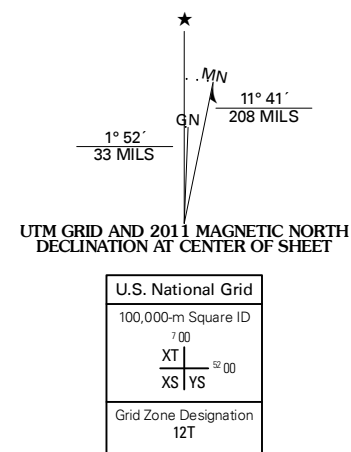 ★
MN
11° 41´
208 MILS
GN
1° 52´
33 MILS
UTM GRID AND 2011 MAGNETIC NORTH
DECLINATION AT CENTER OF SHEET
U.S. National Grid
100,000-m Square ID
7 00
XT
52 00
XS YS
Grid Zone Designation
12T